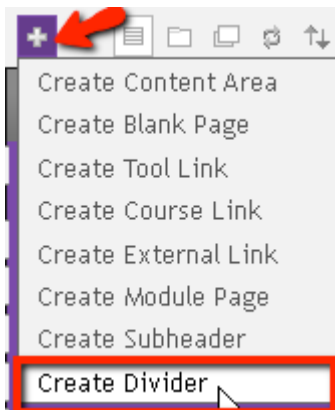 Create Content Area
Create Blank Page
Create Tool Link
Create Course Link
Create External Link
Create Module Page
Create Subheader
Create Divider